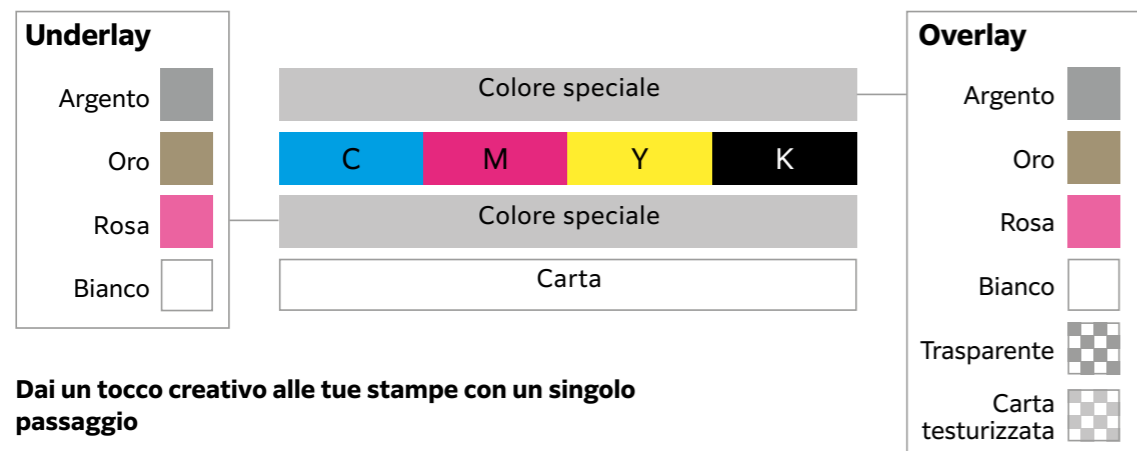 Underlay
Argento
Oro
Rosa
Bianco
Colore speciale
C M Y K
Colore speciale
Carta
Overlay
Argento
Oro
Rosa
Bianco
Trasparente
Carta
testurizzata
Dai un tocco creativo alle tue stampe con un singolo
passaggio